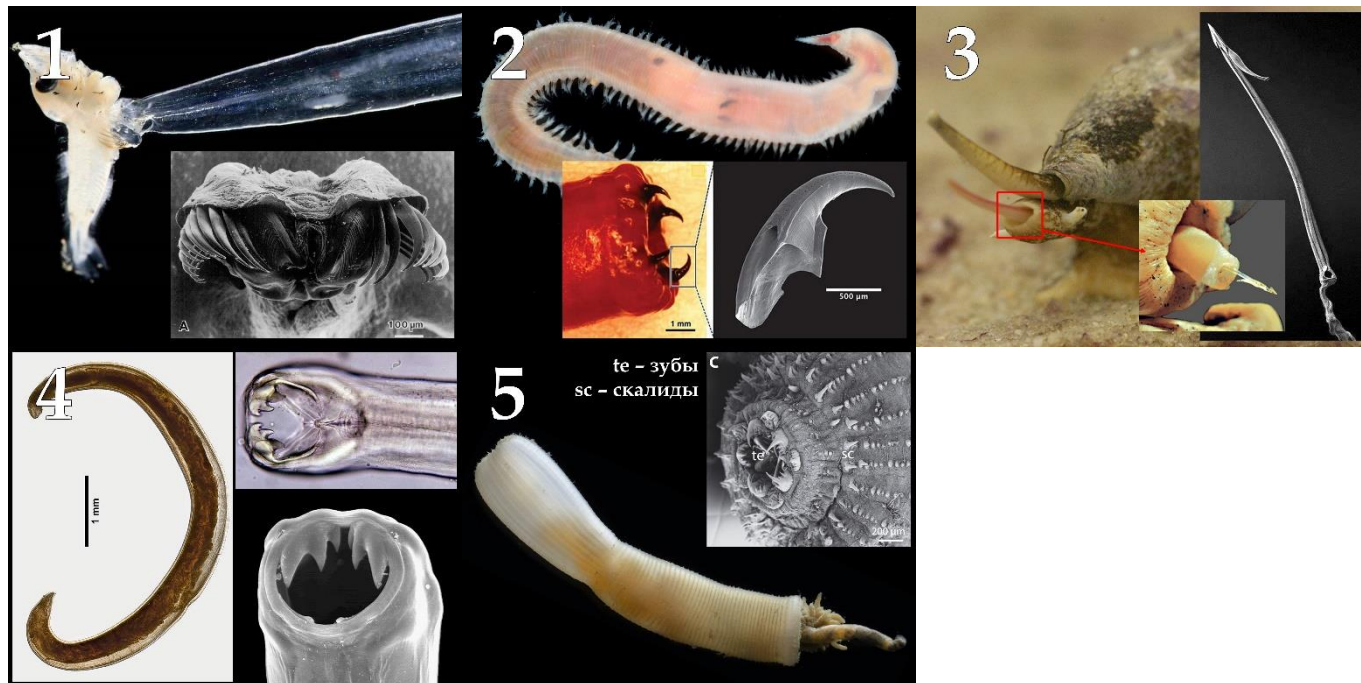 1
A
100 µm
2
1 mm
500 µm
3
4
1 mm
5
te – зубы
sc – скалиды
C
te
sc
200 µm